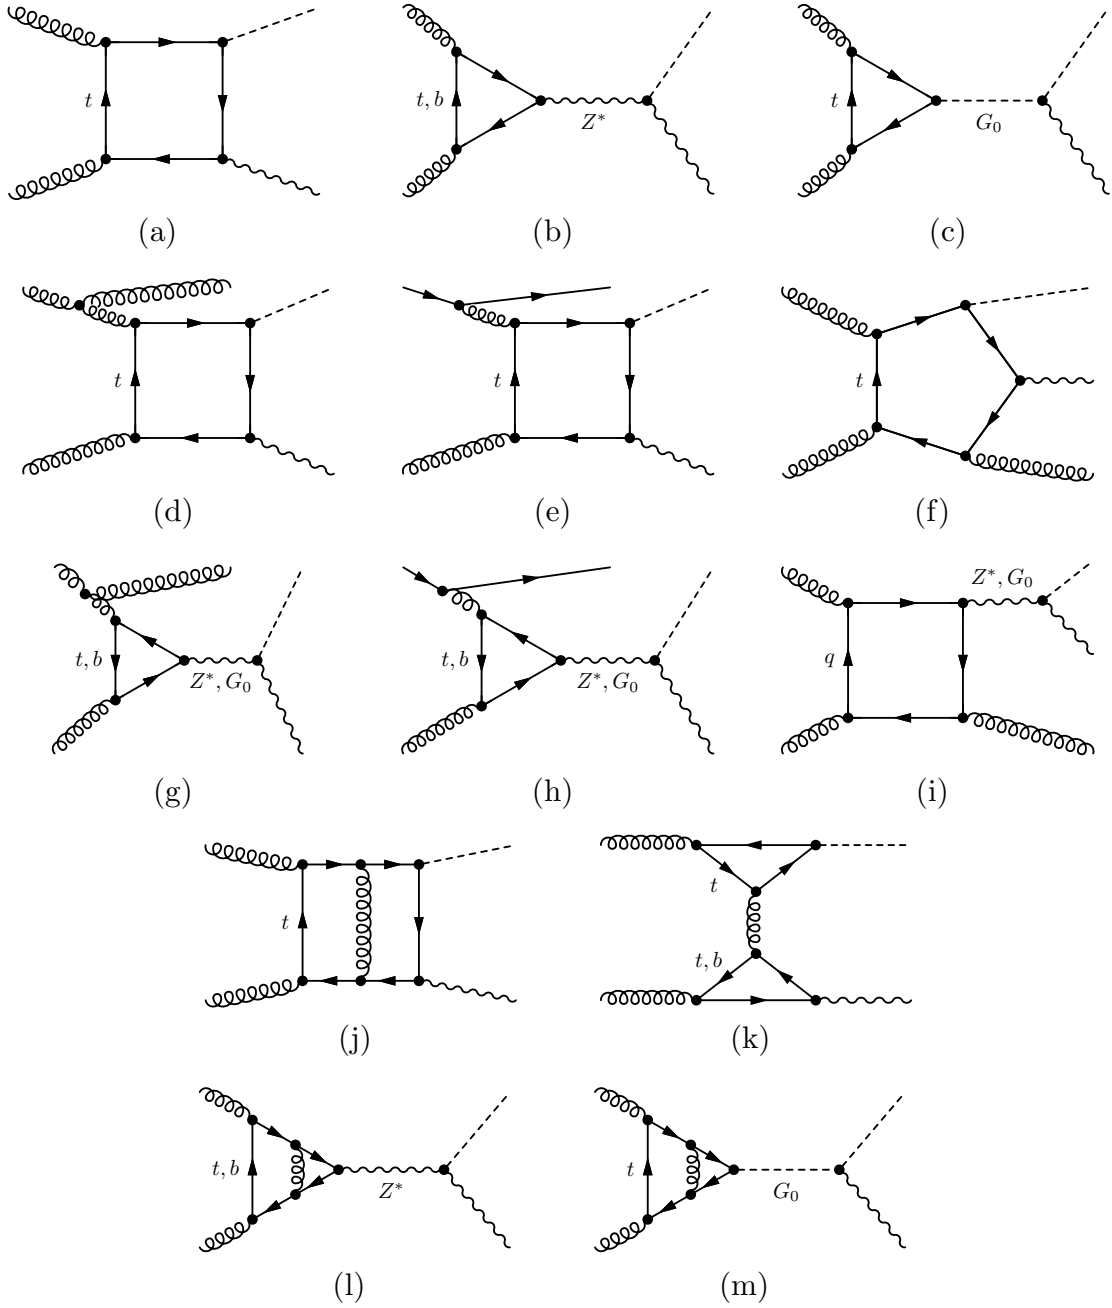 t
t, b
Z*
t
G₀
(a)
(b)
(c)
t
t
t
(d)
(e)
(f)
t, b
Z*, G₀
t, b
Z*, G₀
q
Z*, G₀
(g)
(h)
(i)
t
t
t, b
(j)
(k)
t, b
Z*
t
G₀
(l)
(m)